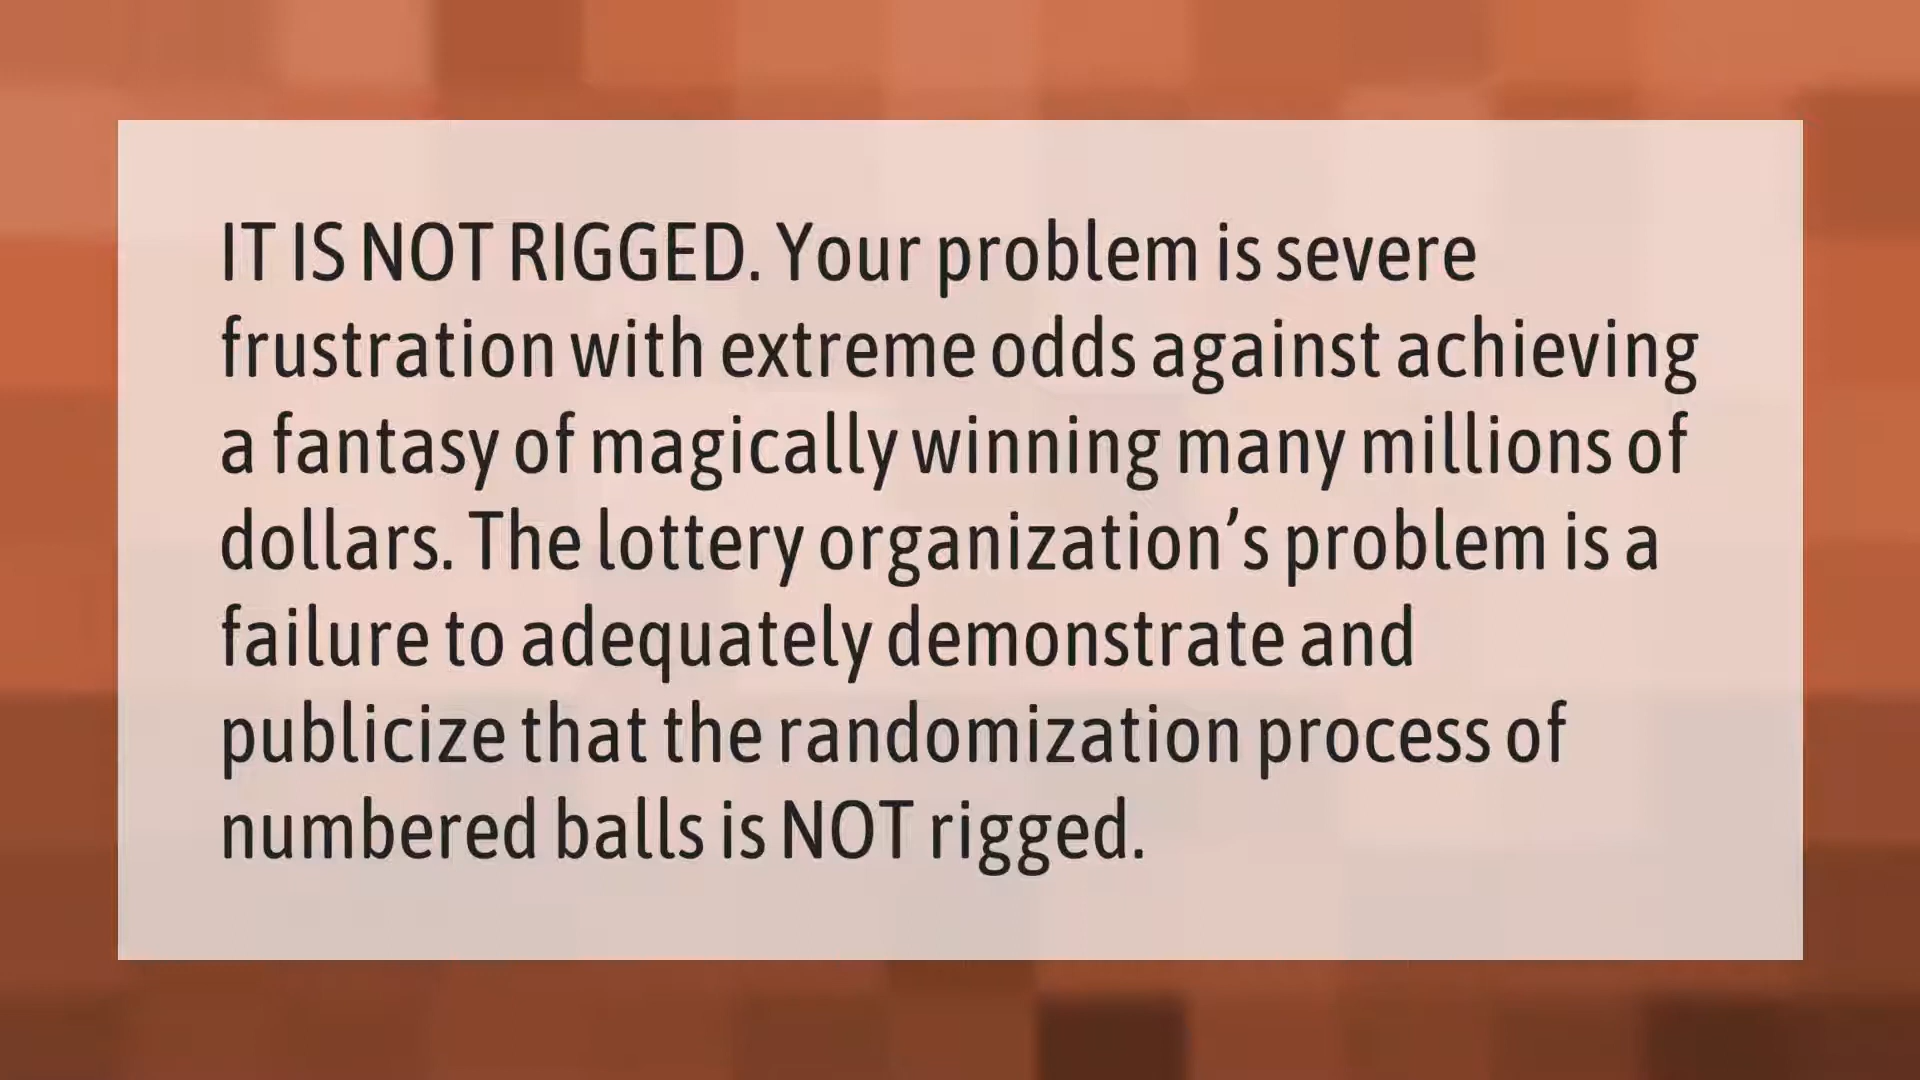 IT IS NOT RIGGED. Your problem is severe
frustration with extreme odds against achieving
a fantasy of magically winning many millions of
dollars. The lottery organization’s problem is a
failure to adequately demonstrate and
publicize that the randomization process of
numbered balls is NOT rigged.